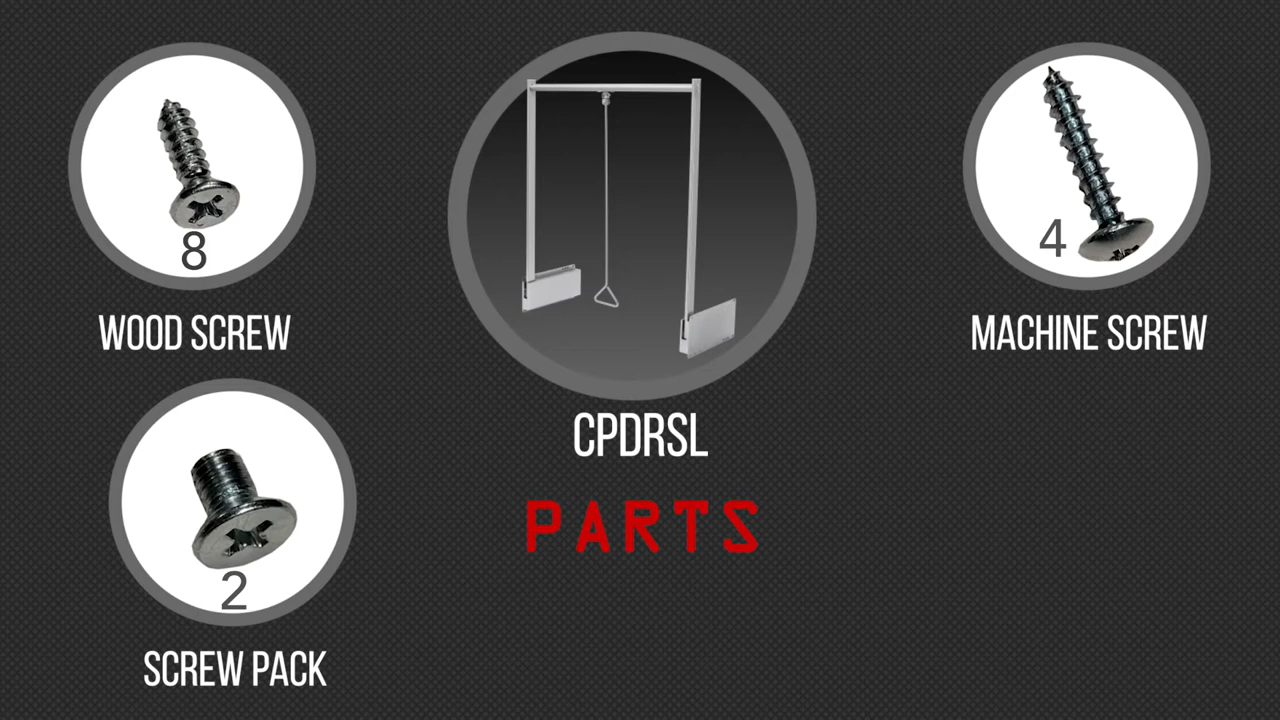 8
WOOD SCREW
4
MACHINE SCREW
CPDRSL
PARTS
2
SCREW PACK